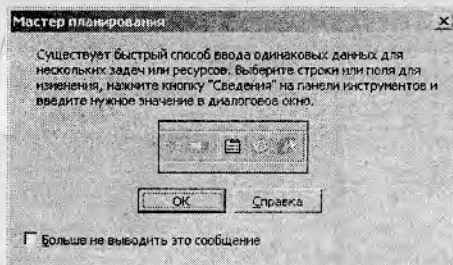 Мастер планирования
Существует быстрый способ ввода одинаковых данных для
нескольких задач или ресурсов. Выберите строки или поля для
изменения, нажмите кнопку "Сведения" на панели инструментов и
введите нужное значение в диалоговое окно.
ОК
Справка
Больше не выводить это сообщение